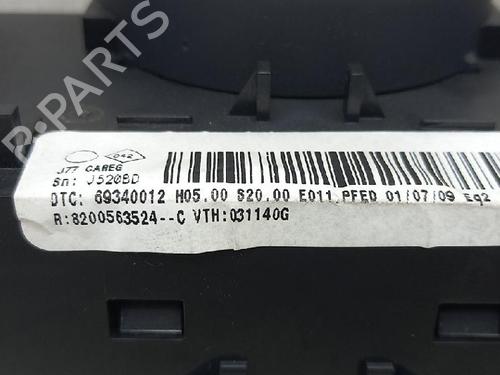 B-PARTS
042
J77 CAREG
Sn: J520BD
DTC: 69340012 H05.00 S20.00 E011 PFED 01/07/09 Eq2
R:8200563524--C VTH:031140G